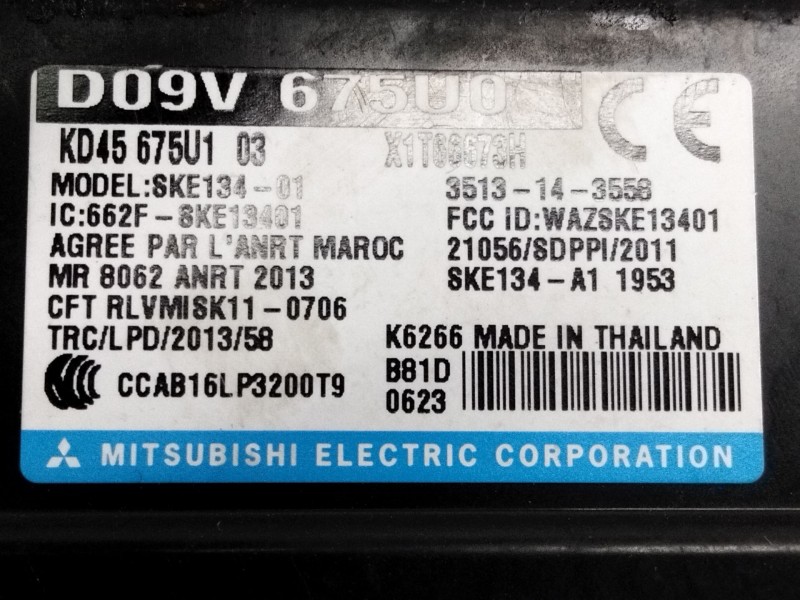 D09V 675U0
CE
KD45 675U1 03
X1T08673H
MODEL:SKE134-01
3513-14-3558
IC:662F-SKE13401
FCC ID:WAZSKE13401
AGREE PAR L'ANRT MAROC
21056/SDPPI/2011
MR 8062 ANRT 2013
SKE134-A1 1953
CFT RLVMISK11-0706
TRC/LPD/2013/58
K6266 MADE IN THAILAND
CCAB16LP3200T9
B81D
0623
MITSUBISHI ELECTRIC CORPORATION